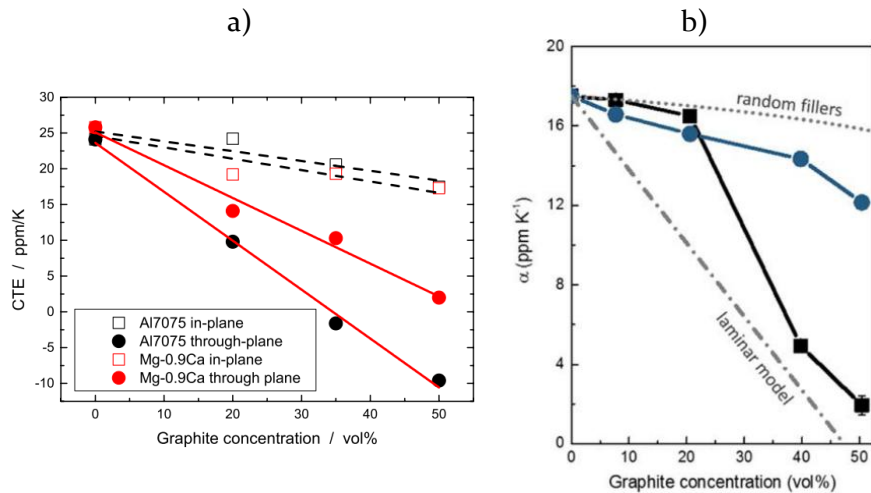 a)
30
25
20
15
10
5
0
-5
-10
CTE / ppm/K
Al7075 in-plane
Al7075 through-plane
Mg-0.9Ca in-plane
Mg-0.9Ca through plane
0 10 20 30 40 50
Graphite concentration / vol%
b)
20
16
12
8
4
0
α (ppm K⁻¹)
random fillers
laminar model
0 10 20 30 40 50
Graphite concentration (vol%)